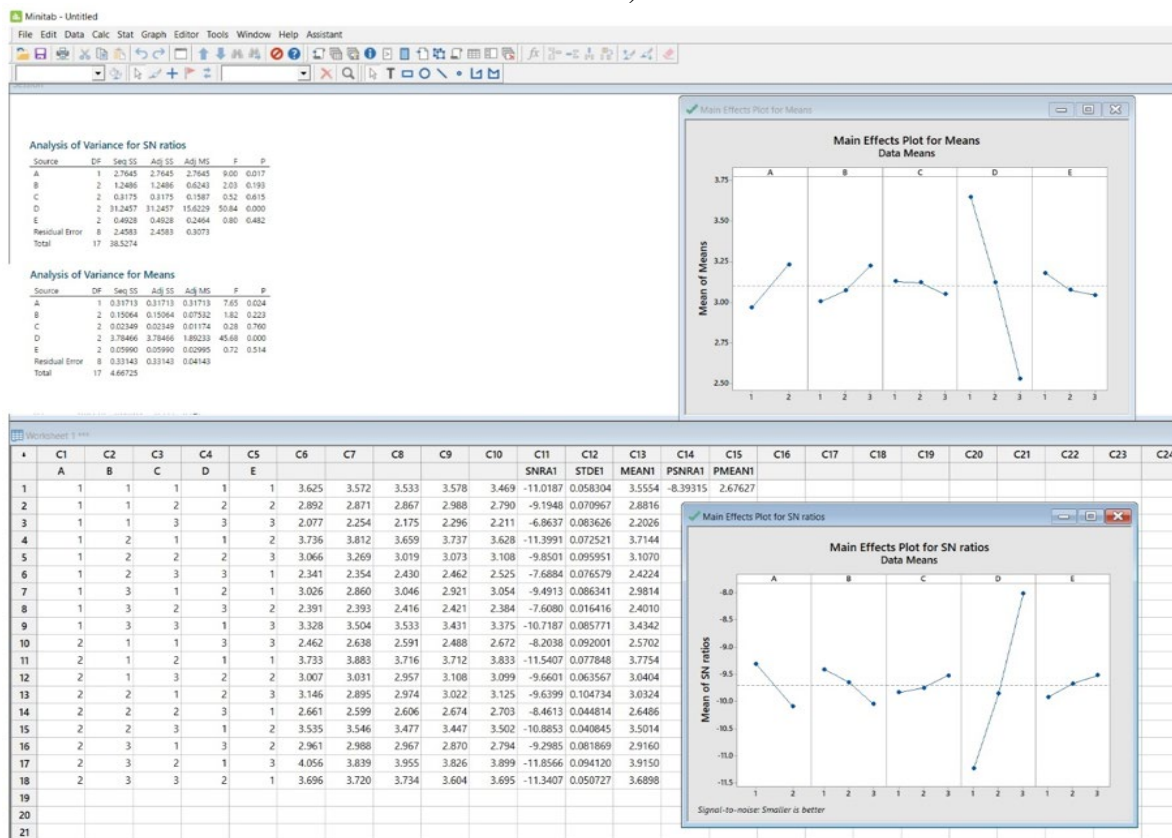 Minitab - Untitled
File Edit Data Calc Stat Graph Editor Tools Window Help Assistant
Analysis of Variance for SN ratios
Source DF Seq SS Adj SS Adj MS F P
A 1 2.7645 2.7645 2.7645 9.00 0.017
B 2 1.2486 1.2486 0.6243 2.03 0.193
C 2 0.3175 0.3175 0.1587 0.52 0.615
D 2 31.2457 31.2457 15.6229 50.84 0.000
E 2 0.4928 0.4928 0.2464 0.80 0.482
Residual Error 8 2.4583 2.4583 0.3073
Total 17 38.5274
Analysis of Variance for Means
Source DF Seq SS Adj SS Adj MS F P
A 1 0.31713 0.31713 0.31713 7.65 0.024
B 2 0.15064 0.15064 0.07532 1.82 0.223
C 2 0.02349 0.02349 0.01174 0.28 0.760
D 2 3.78466 3.78466 1.89233 45.68 0.000
E 2 0.05990 0.05990 0.02995 0.72 0.514
Residual Error 8 0.33143 0.33143 0.04143
Total 17 4.66725
Main Effects Plot for Means
Main Effects Plot for Means
Data Means
A B C D E
3.75
3.50
3.25
3.00
2.75
2.50
Mean of Means
1 2 1 2 3 1 2 3 1 2 3 1 2 3
Worksheet 1 ***
C1 C2 C3 C4 C5 C6 C7 C8 C9 C10 C11 C12 C13 C14 C15 C16 C17 C18 C19 C20 C21 C22 C23 C24
A B C D E SNRA1 STDE1 MEAN1 PSNRA1 PMEAN1
1 1 1 1 1 1 3.625 3.572 3.533 3.578 3.469 -11.0187 0.058304 3.5554 -8.39315 2.67627
2 1 1 2 2 2 2.892 2.871 2.867 2.988 2.790 -9.1948 0.070967 2.8816
3 1 1 3 3 3 2.077 2.254 2.175 2.296 2.211 -6.8637 0.083626 2.2026
4 1 2 1 1 2 3.736 3.812 3.659 3.737 3.628 -11.3991 0.072521 3.7144
5 1 2 2 2 3 3.066 3.269 3.019 3.073 3.108 -9.8501 0.095951 3.1070
6 1 2 3 3 1 2.341 2.354 2.430 2.462 2.525 -7.6884 0.076579 2.4224
7 1 3 1 2 1 3.026 2.860 3.046 2.921 3.054 -9.4913 0.086341 2.9814
8 1 3 2 3 2 2.391 2.393 2.416 2.421 2.384 -7.6080 0.016416 2.4010
9 1 3 3 1 3 3.328 3.504 3.533 3.431 3.375 -10.7187 0.085771 3.4342
10 2 1 1 3 3 2.462 2.638 2.591 2.488 2.672 -8.2038 0.092001 2.5702
11 2 1 2 1 1 3.733 3.883 3.716 3.712 3.833 -11.5407 0.077848 3.7754
12 2 1 3 2 2 3.007 3.031 2.957 3.108 3.099 -9.6601 0.063567 3.0404
13 2 2 1 2 3 3.146 2.895 2.974 3.022 3.125 -9.6399 0.104734 3.0324
14 2 2 2 3 1 2.661 2.599 2.606 2.674 2.703 -8.4613 0.044814 2.6486
15 2 2 3 1 2 3.535 3.546 3.477 3.447 3.502 -10.8853 0.040845 3.5014
16 2 3 1 3 2 2.961 2.988 2.967 2.870 2.794 -9.2985 0.081869 2.9160
17 2 3 2 1 3 4.056 3.839 3.955 3.826 3.899 -11.8566 0.094120 3.9150
18 2 3 3 2 1 3.696 3.720 3.734 3.604 3.695 -11.3407 0.050727 3.6898
19
20
21
Main Effects Plot for SN ratios
Main Effects Plot for SN ratios
Data Means
A B C D E
-8.0
-8.5
-9.0
-9.5
-10.0
-10.5
-11.0
-11.5
Mean of SN ratios
1 2 1 2 3 1 2 3 1 2 3 1 2 3
Signal-to-noise: Smaller is better